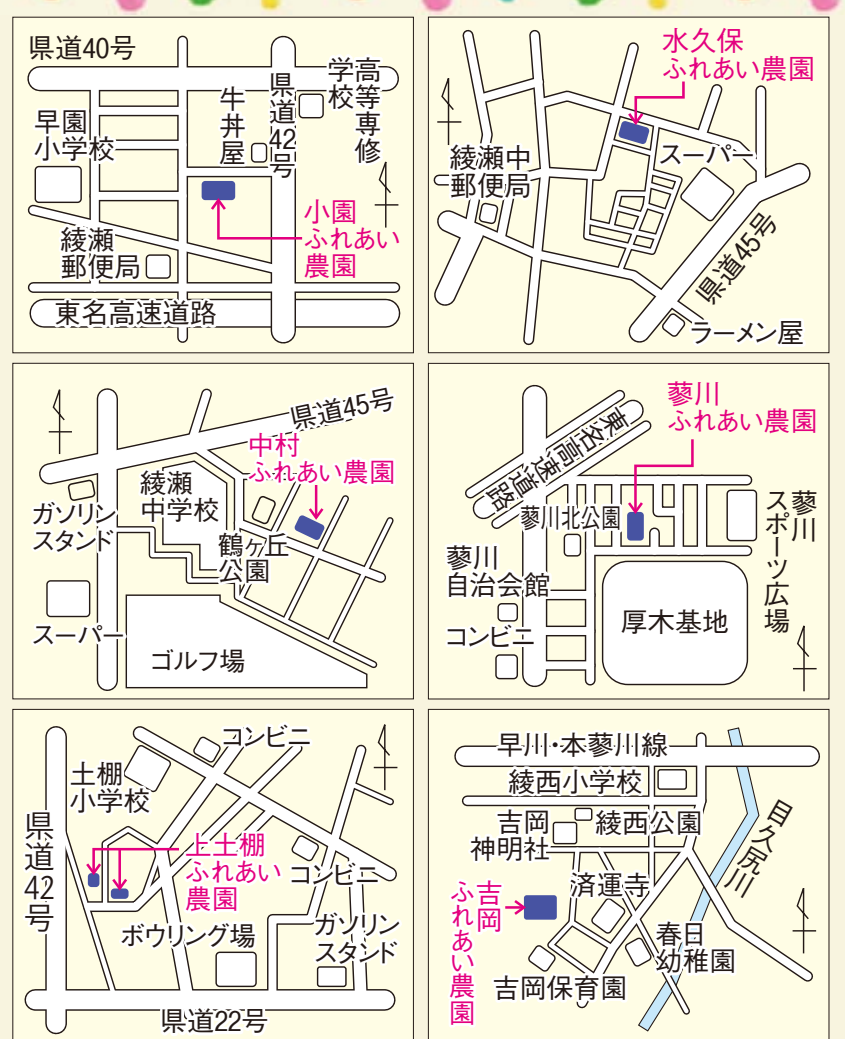 県道40号
県道42号
高等専修
学校
牛丼屋
早園
小学校
小園
ふれあい
農園
綾瀬
郵便局
東名高速道路
水久保
ふれあい農園
綾瀬中
郵便局
スーパー
県道45号
ラーメン屋
県道45号
中村
ふれあい農園
綾瀬
中学校
ガソリン
スタンド
鶴ヶ丘
公園
スーパー
ゴルフ場
蓼川
ふれあい農園
東名高速道路
蓼川北公園
蓼川
スポーツ広場
蓼川
自治会館
コンビニ
厚木基地
コンビニ
土棚
小学校
県道42号
上土棚
ふれあい
農園
コンビニ
ボウリング場
ガソリン
スタンド
県道22号
早川・本蓼川線
綾西小学校
吉岡
神明社
綾西公園
目久尻川
吉岡
ふれあい農園
済運寺
春日
幼稚園
吉岡保育園